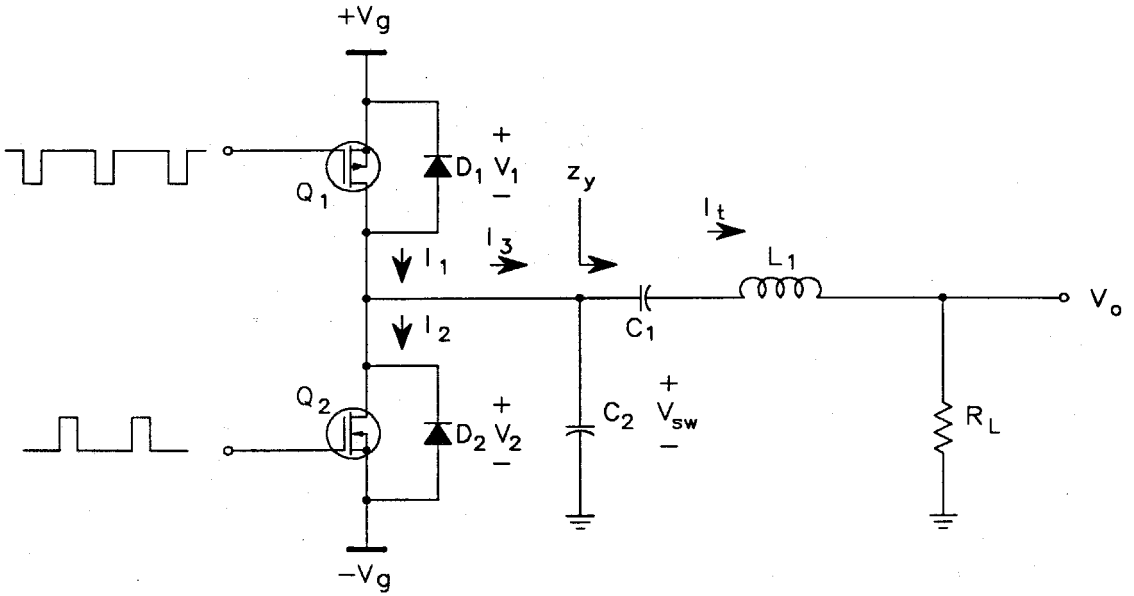 +Vg
Q1
D1
+
V1
−
I1
I3
zy
It
L1
C1
Vo
I2
Q2
D2
+
V2
−
C2
+
Vsw
−
RL
−Vg